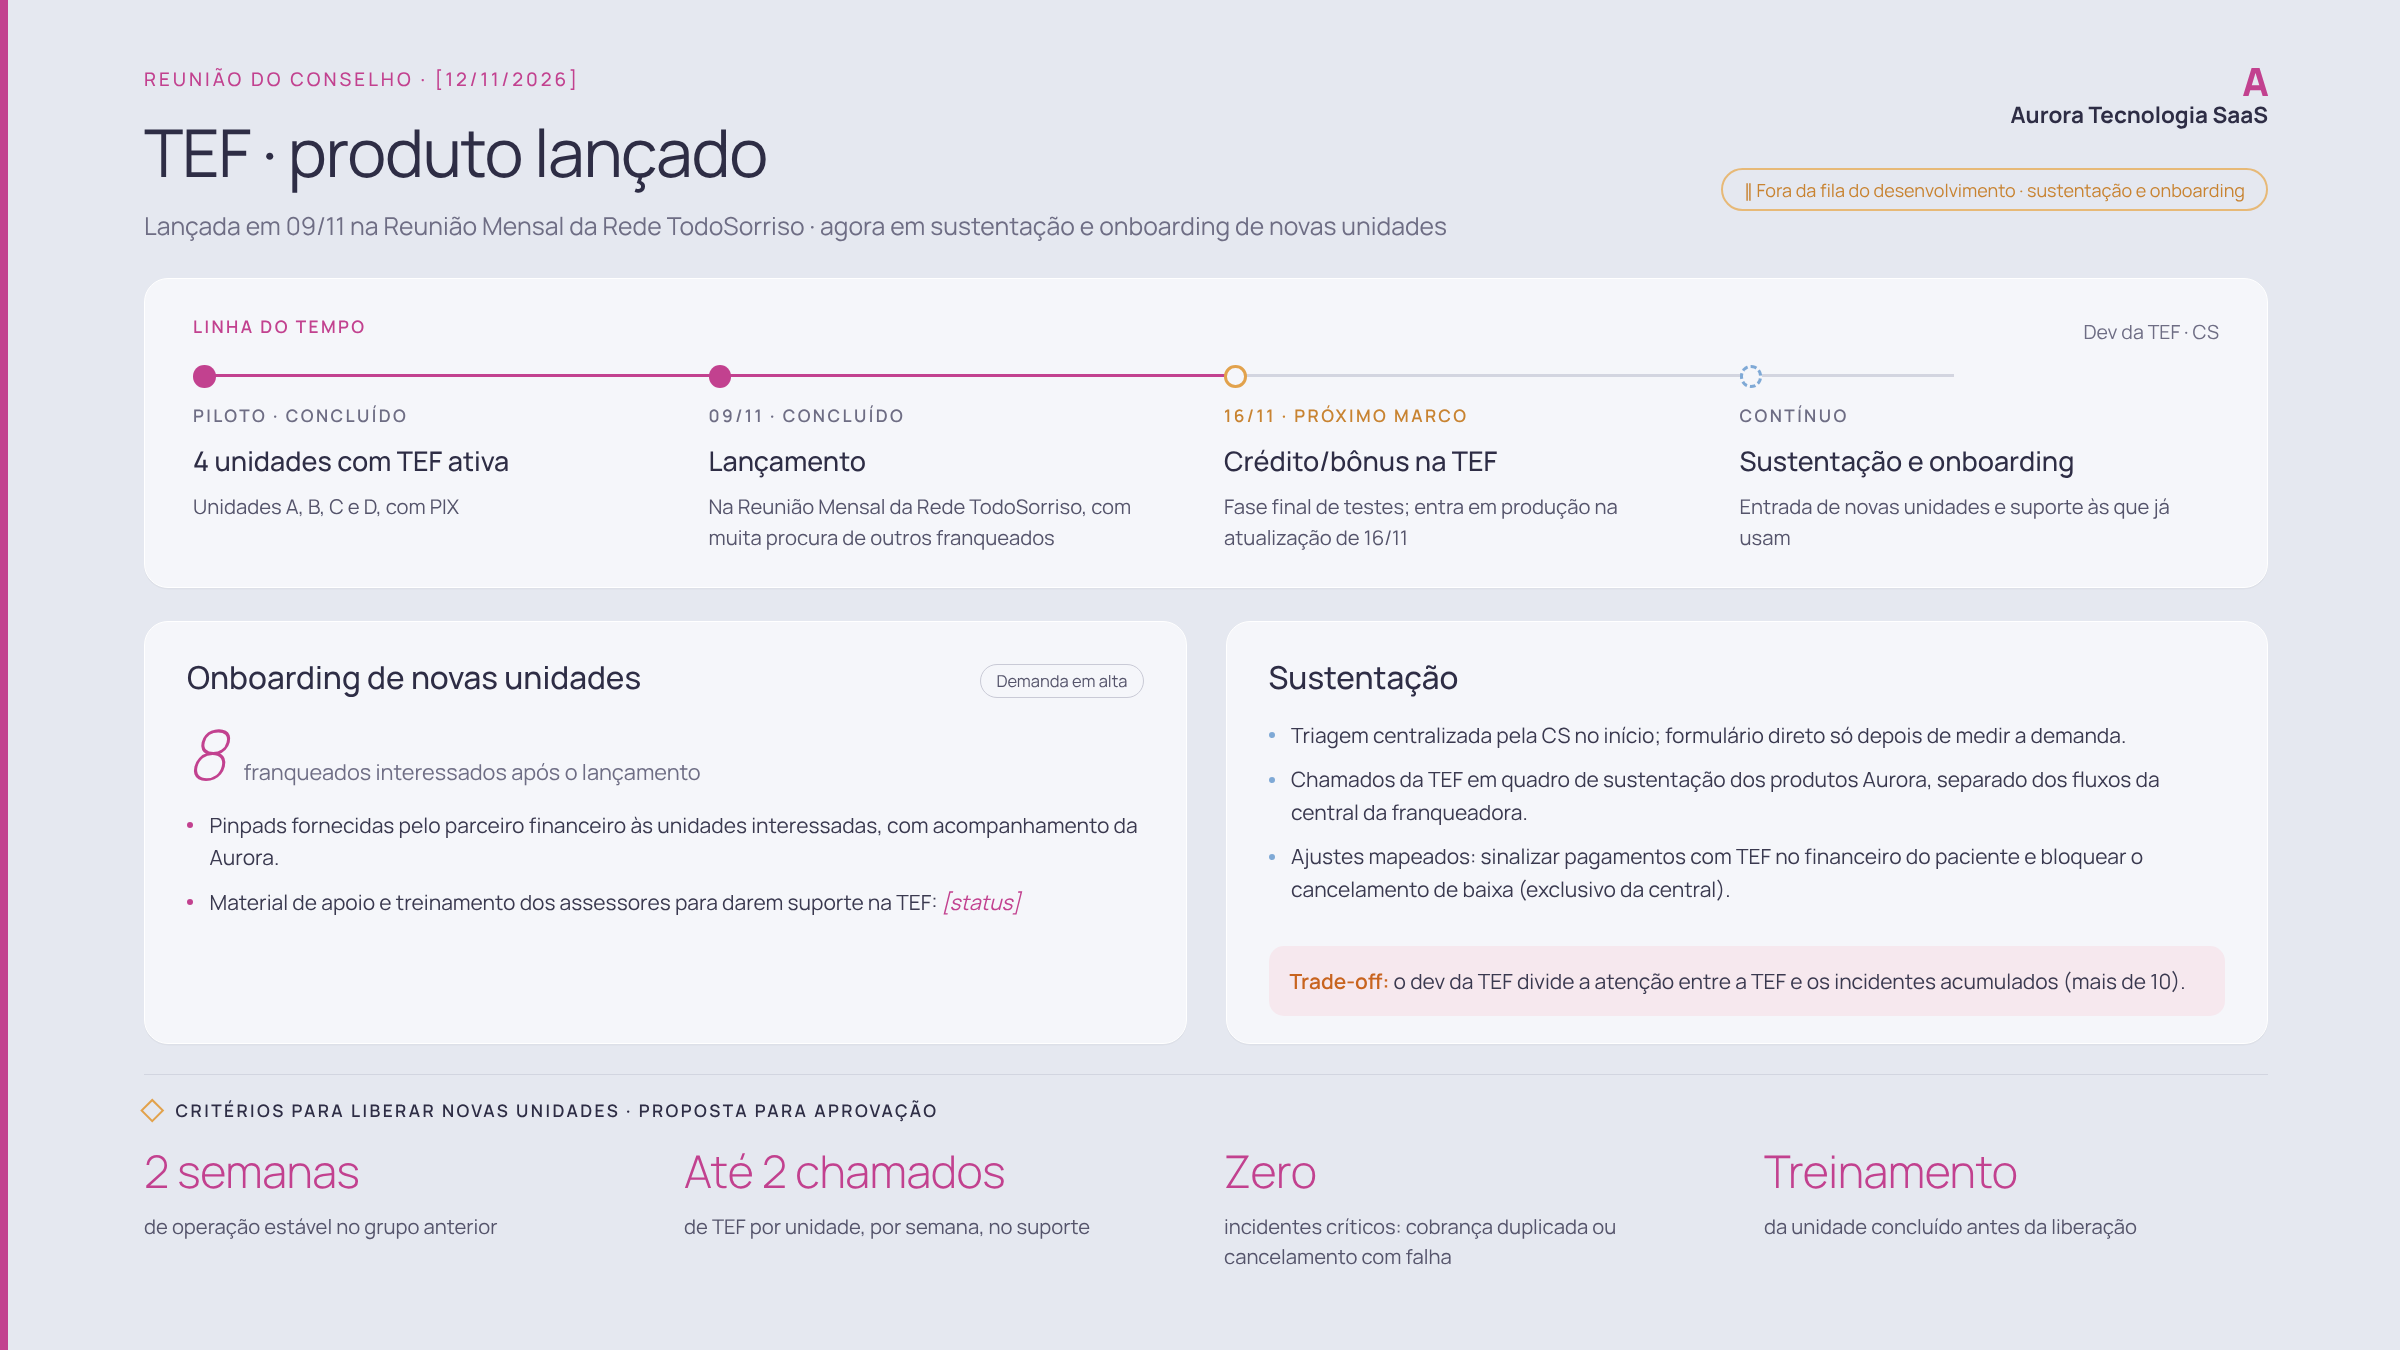 REUNIÃO DO CONSELHO · [12/11/2026]
A
Aurora Tecnologia SaaS
TEF · produto lançado
|| Fora da fila do desenvolvimento · sustentação e onboarding
Lançada em 09/11 na Reunião Mensal da Rede TodoSorriso · agora em sustentação e onboarding de novas unidades
LINHA DO TEMPO
Dev da TEF · CS
PILOTO · CONCLUÍDO
4 unidades com TEF ativa
Unidades A, B, C e D, com PIX
09/11 · CONCLUÍDO
Lançamento
Na Reunião Mensal da Rede TodoSorriso, com
muita procura de outros franqueados
16/11 · PRÓXIMO MARCO
Crédito/bônus na TEF
Fase final de testes; entra em produção na
atualização de 16/11
CONTÍNUO
Sustentação e onboarding
Entrada de novas unidades e suporte às que já
usam
Onboarding de novas unidades
Demanda em alta
8 franqueados interessados após o lançamento
• Pinpads fornecidas pelo parceiro financeiro às unidades interessadas, com acompanhamento da
Aurora.
• Material de apoio e treinamento dos assessores para darem suporte na TEF: [status]
Sustentação
• Triagem centralizada pela CS no início; formulário direto só depois de medir a demanda.
• Chamados da TEF em quadro de sustentação dos produtos Aurora, separado dos fluxos da
central da franqueadora.
• Ajustes mapeados: sinalizar pagamentos com TEF no financeiro do paciente e bloquear o
cancelamento de baixa (exclusivo da central).
Trade-off: o dev da TEF divide a atenção entre a TEF e os incidentes acumulados (mais de 10).
CRITÉRIOS PARA LIBERAR NOVAS UNIDADES · PROPOSTA PARA APROVAÇÃO
2 semanas
de operação estável no grupo anterior
Até 2 chamados
de TEF por unidade, por semana, no suporte
Zero
incidentes críticos: cobrança duplicada ou
cancelamento com falha
Treinamento
da unidade concluído antes da liberação